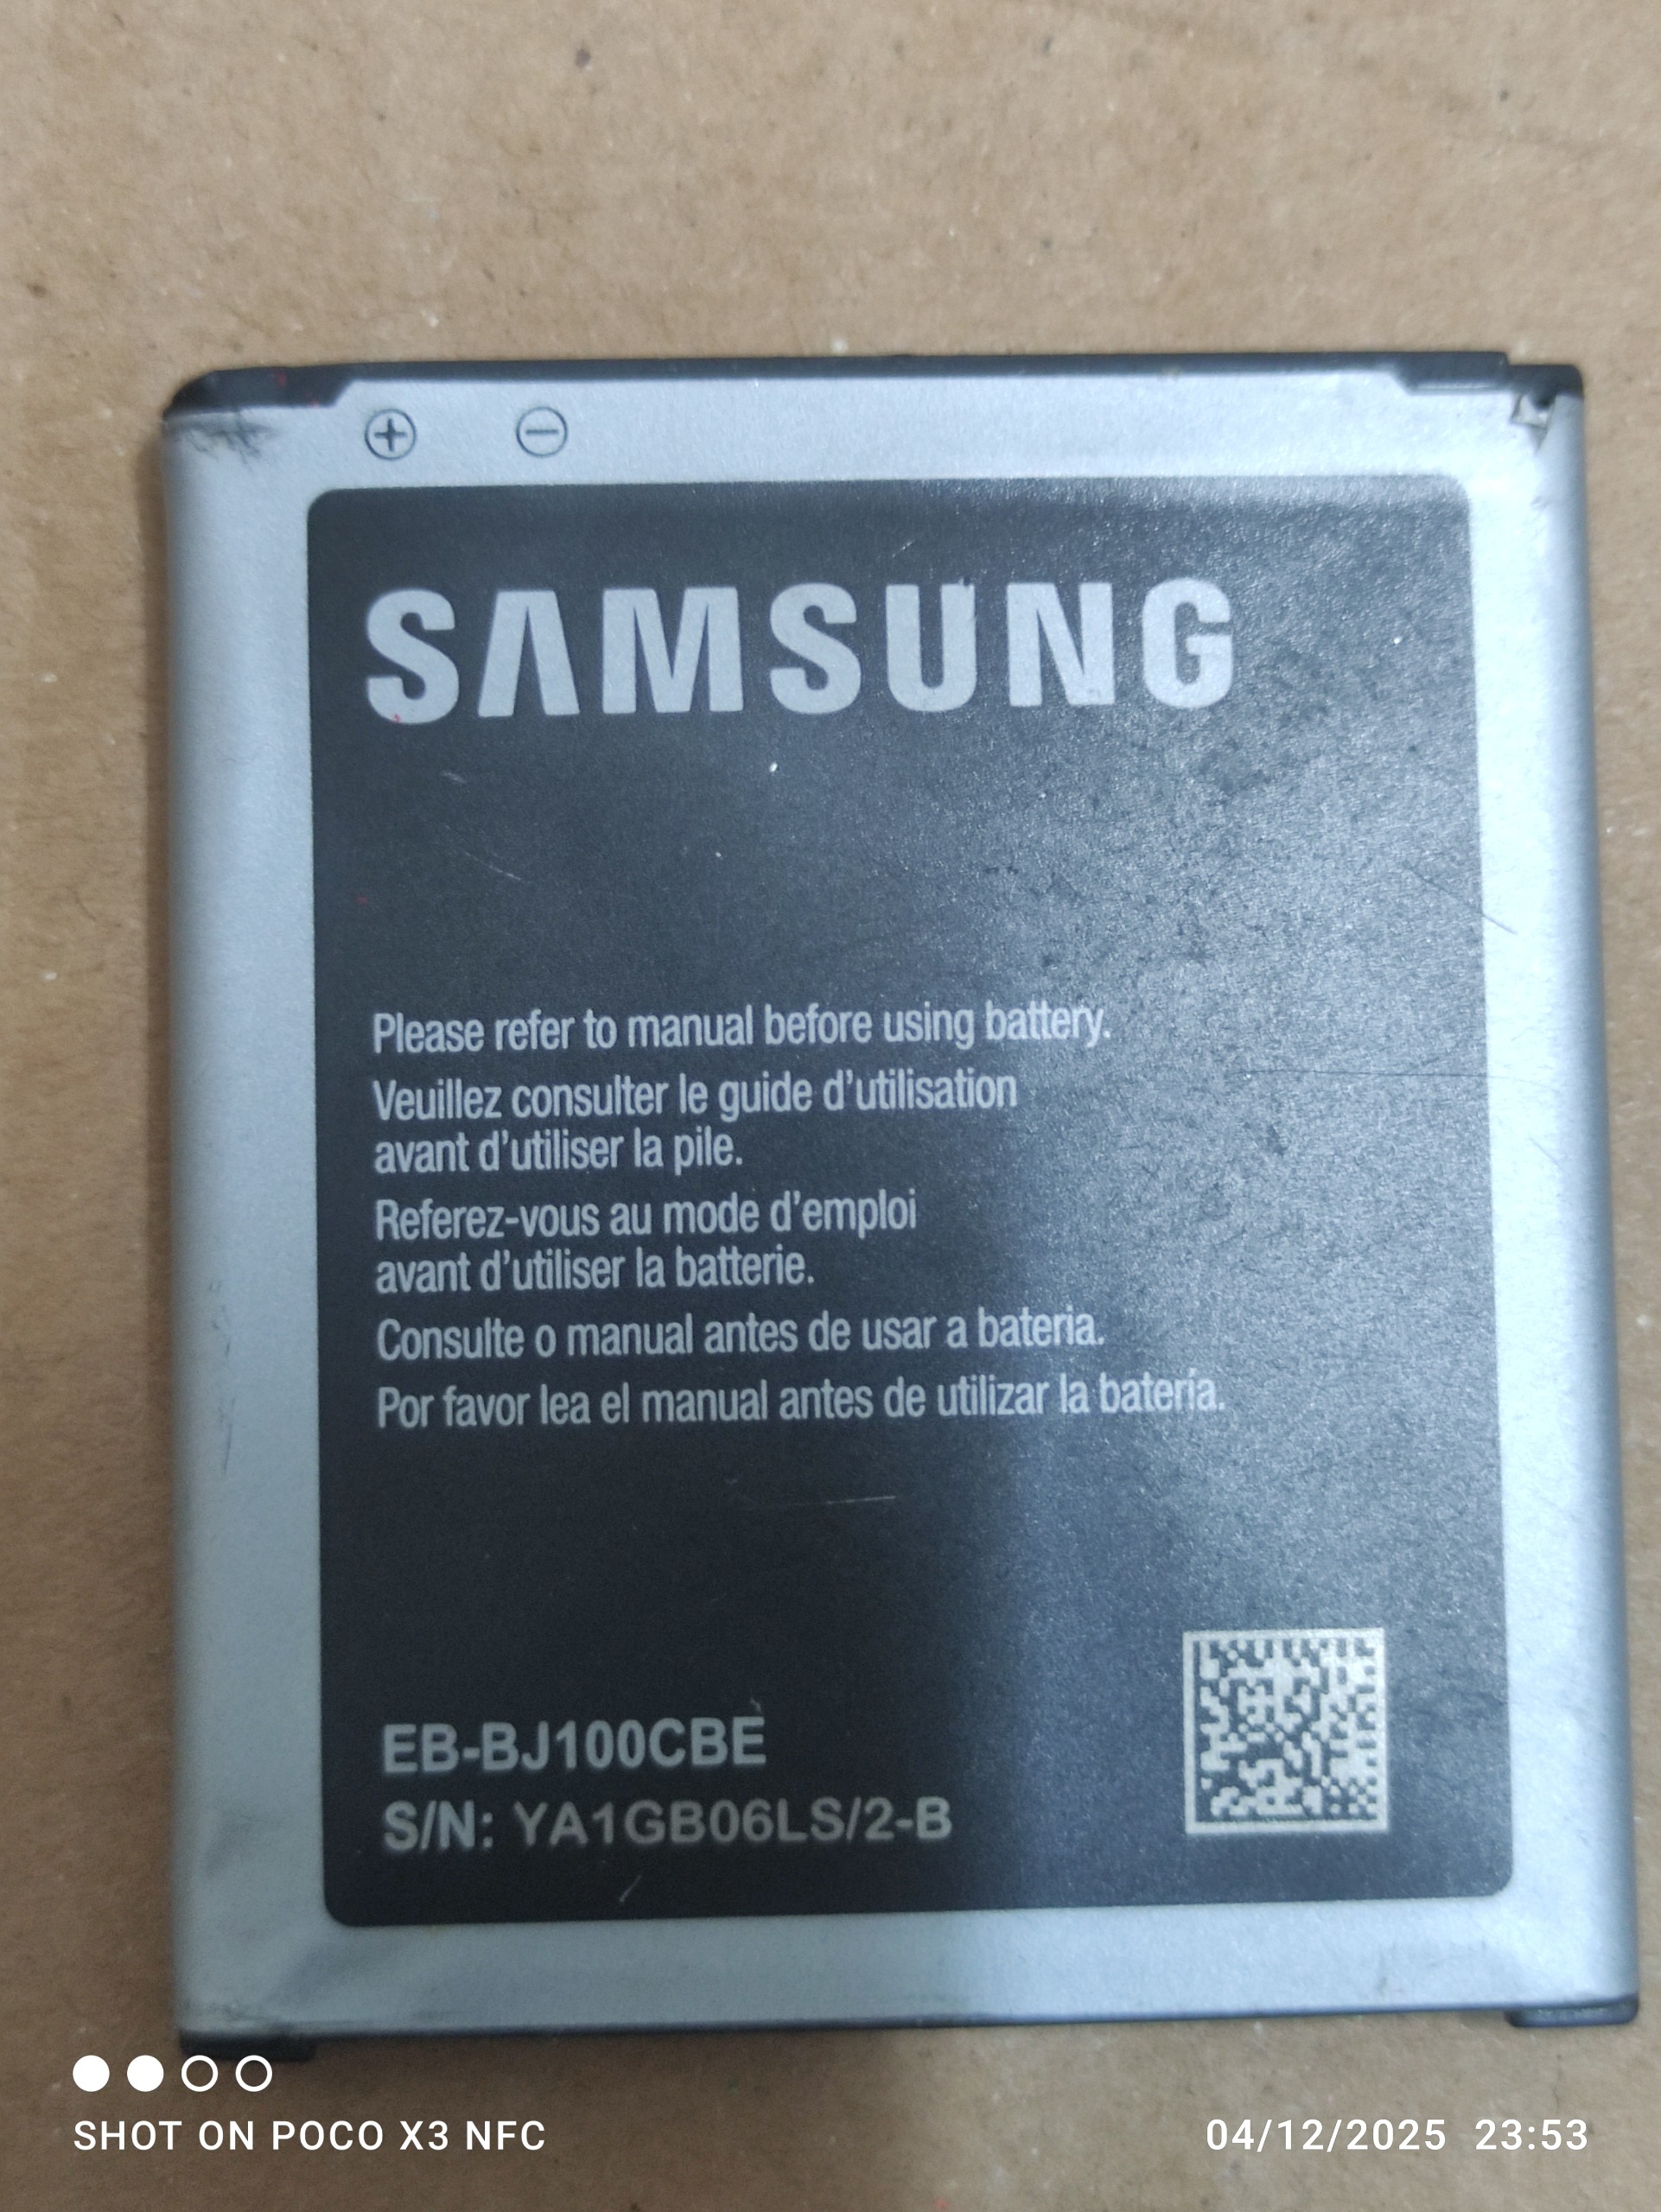 SAMSUNG
Please refer to manual before using battery.
Veuillez consulter le guide d'utilisation
avant d'utiliser la pile.
Referez-vous au mode d'emploi
avant d'utiliser la batterie.
Consulte o manual antes de usar a bateria.
Por favor lea el manual antes de utilizar la batería.
EB-BJ100CBE
S/N: YA1GB06LS/2-B
SHOT ON POCO X3 NFC
04/12/2025 23:53